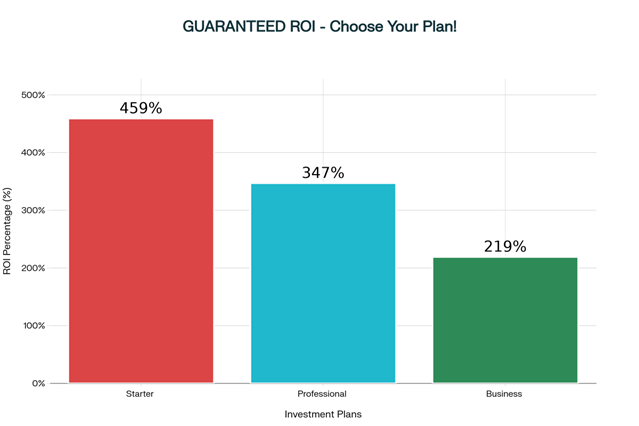 GUARANTEED ROI - Choose Your Plan!
ROI Percentage (%)
500%
400%
300%
200%
100%
0%
459%
347%
219%
Starter
Professional
Business
Investment Plans